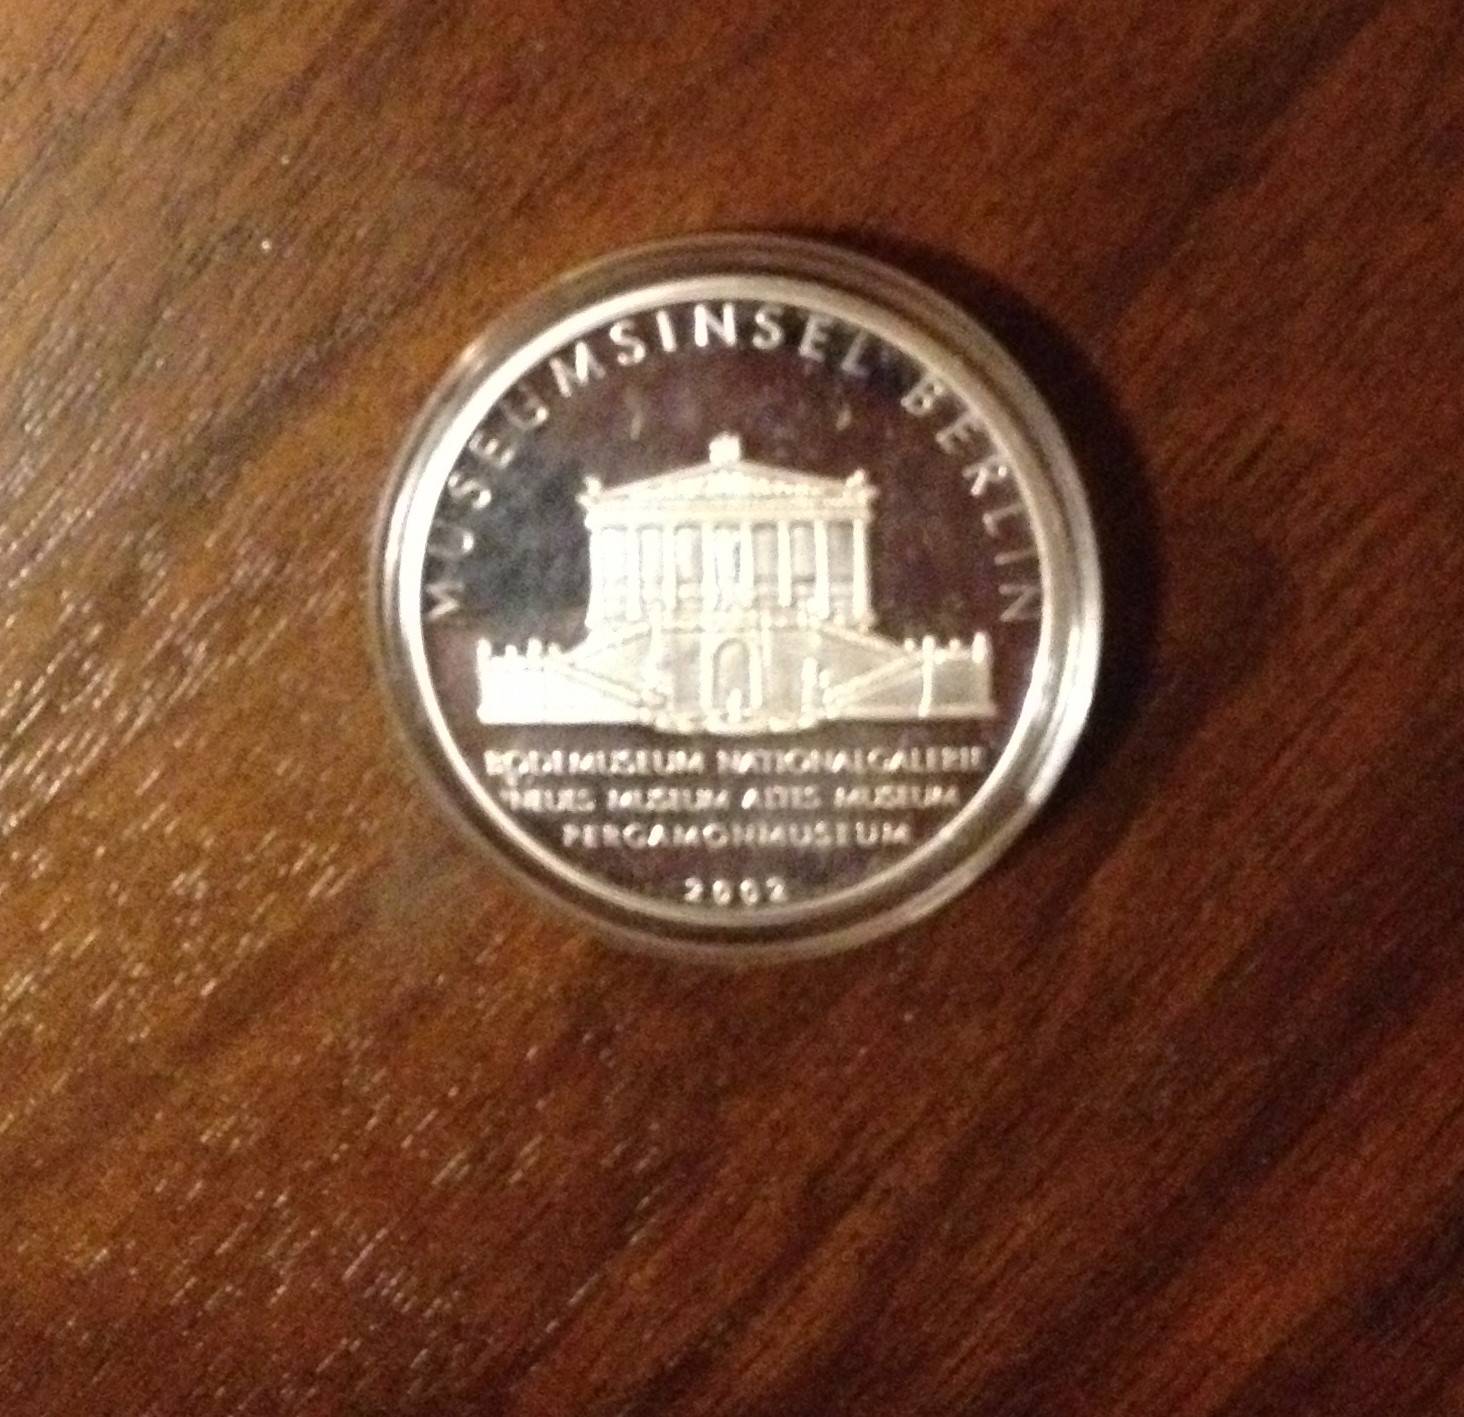 MUSEUMSINSEL BERLIN
BODEMUSEUM NATIONALGALERIE
NEUES MUSEUM ALTES MUSEUM
PERGAMONMUSEUM
2002